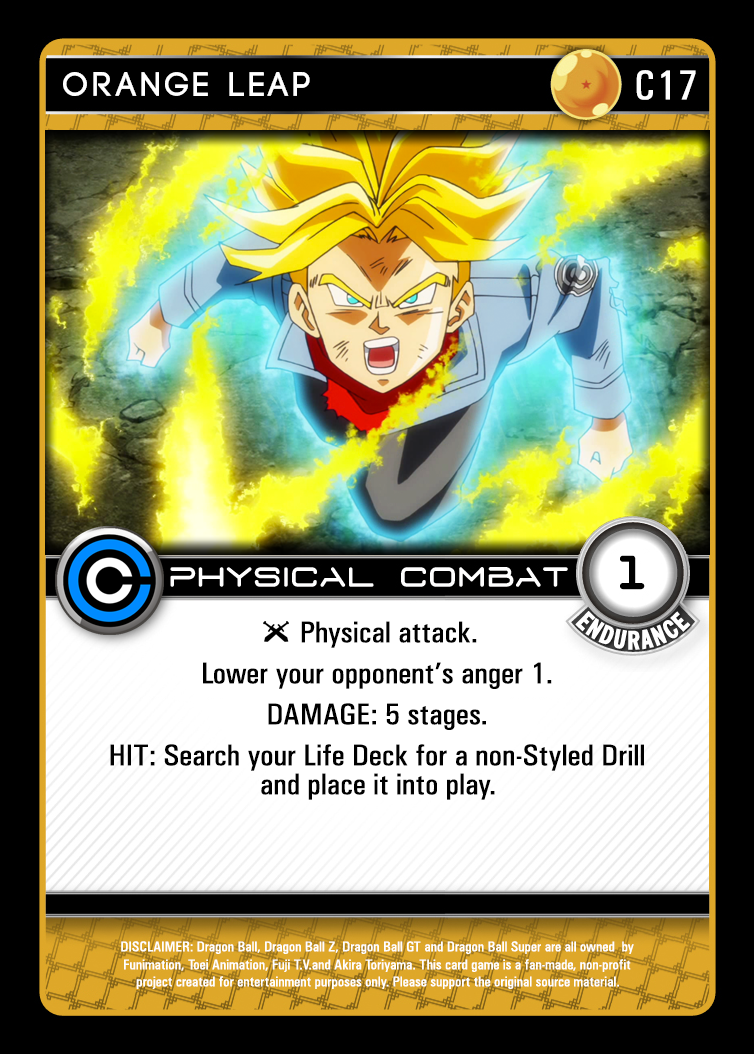 ORANGE LEAP
C17
PHYSICAL COMBAT
1
ENDURANCE
Physical attack.
Lower your opponent's anger 1.
DAMAGE: 5 stages.
HIT: Search your Life Deck for a non-Styled Drill
and place it into play.
DISCLAIMER: Dragon Ball, Dragon Ball Z, Dragon Ball GT and Dragon Ball Super are all owned by
Funimation, Toei Animation, Fuji T.V.and Akira Toriyama. This card game is a fan-made, non-profit
project created for entertainment purposes only. Please support the original source material.